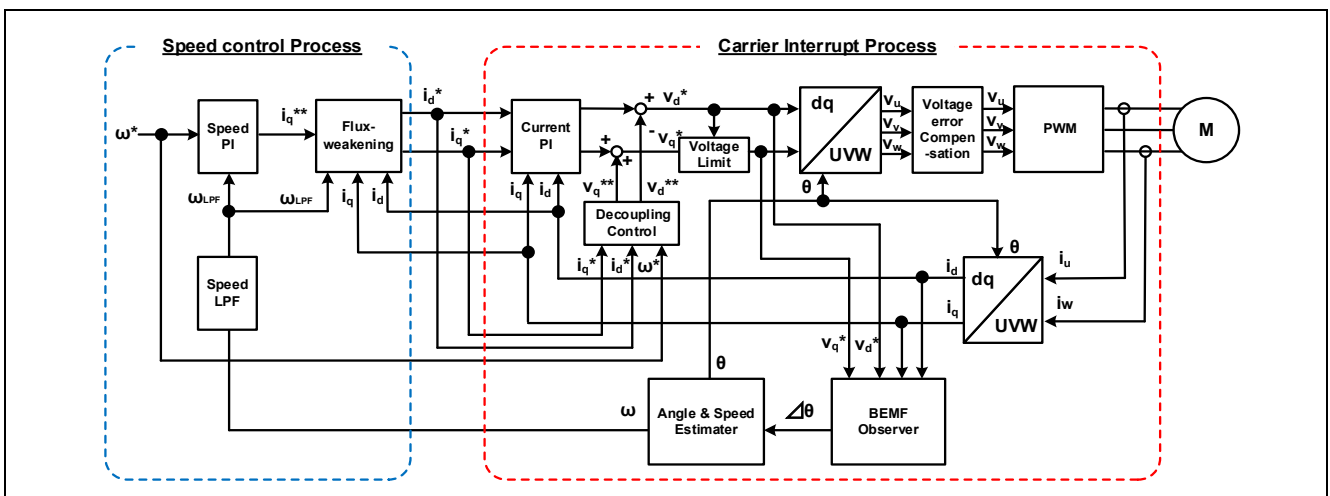 Speed control Process
Carrier Interrupt Process
ω*
Speed
PI
iq**
Flux-
weakening
id*
iq*
Current
PI
+
vd*
-
+
vq*
+
Voltage
Limit
dq
UVW
vu
vv
vw
Voltage
error
Compen
-sation
vu
vv
vw
PWM
M
ωLPF
ωLPF
iq
id
iq
id
vq**
vd**
Decoupling
Control
θ
θ
iq*
id*
ω*
Speed
LPF
id
dq
iu
iq
UVW
iw
vq*
vd*
θ
ω
Angle & Speed
Estimater
⊿θ
BEMF
Observer